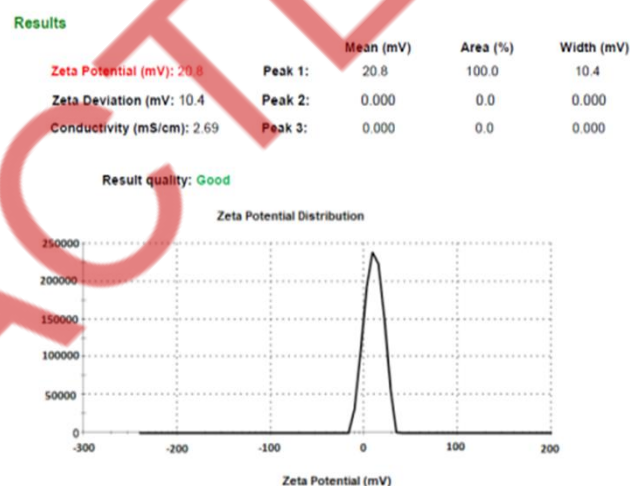 Results
Mean (mV) Area (%) Width (mV)
Zeta Potential (mV): 20.8 Peak 1: 20.8 100.0 10.4
Zeta Deviation (mV: 10.4 Peak 2: 0.000 0.0 0.000
Conductivity (mS/cm): 2.69 Peak 3: 0.000 0.0 0.000
Result quality: Good
Zeta Potential Distribution
250000
200000
150000
100000
50000
0
-300 -200 -100 0 100 200
Zeta Potential (mV)